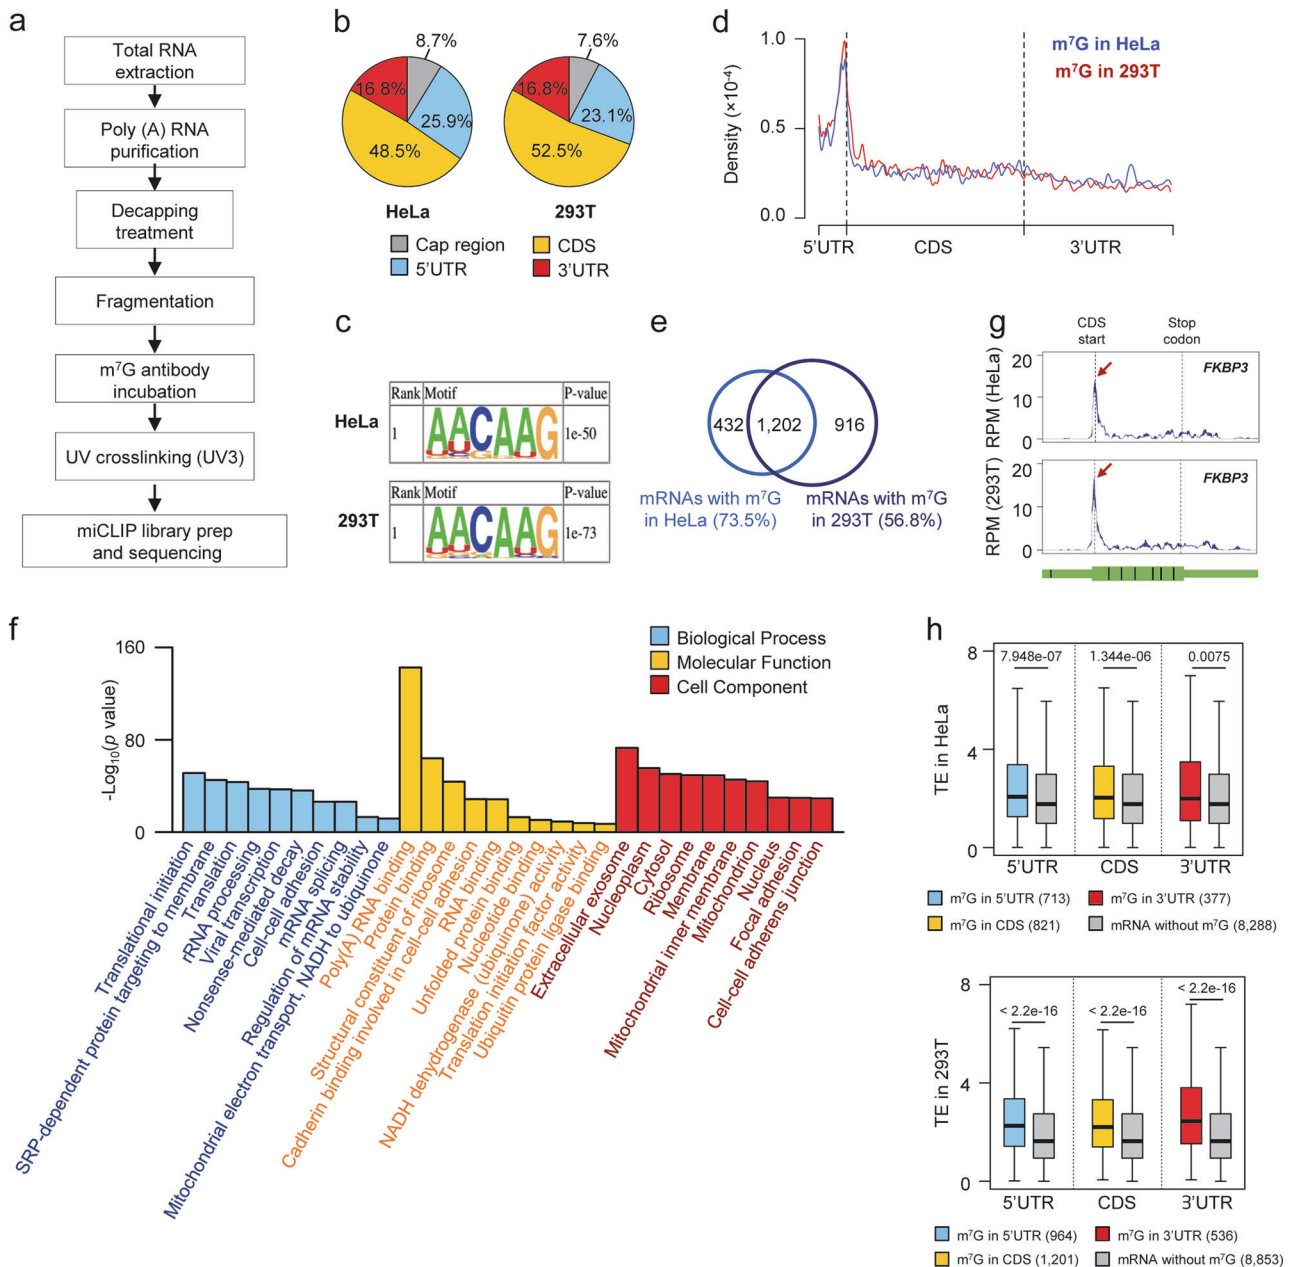 a
Total RNA
extraction
Poly (A) RNA
purification
Decapping
treatment
Fragmentation
m⁷G antibody
incubation
UV crosslinking (UV3)
miCLIP library prep
and sequencing
b
8.7%
16.8%
25.9%
48.5%
HeLa
7.6%
16.8%
23.1%
52.5%
293T
Cap region
CDS
5'UTR
3'UTR
c
HeLa
Rank Motif P-value
1 AACAAG 1e-50
293T
Rank Motif P-value
1 AACAAG 1e-73
d
m⁷G in HeLa
m⁷G in 293T
Density (×10⁻⁴)
1.0
0.5
0.0
5'UTR
CDS
3'UTR
e
432
1,202
916
mRNAs with m⁷G
in HeLa (73.5%)
mRNAs with m⁷G
in 293T (56.8%)
g
CDS
start
Stop
codon
RPM (HeLa)
20
10
0
FKBP3
RPM (293T)
20
10
0
FKBP3
f
-Log₁₀(p value)
160
80
0
Biological Process
Molecular Function
Cell Component
Translational initiation
SRP-dependent protein targeting to membrane
Translation
rRNA processing
Viral transcription
Nonsense-mediated decay
Cell-cell adhesion
mRNA splicing
Regulation of mRNA stability
Mitochondrial electron transport, NADH to ubiquinone
Poly(A) RNA binding
Protein binding
Structural constituent of ribosome
Cadherin binding involved in cell-cell adhesion
RNA binding
Unfolded protein binding
Nucleotide binding
NADH dehydrogenase (ubiquinone) activity
Translation initiation factor activity
Ubiquitin protein ligase binding
Extracellular exosome
Nucleoplasm
Cytosol
Ribosome
Membrane
Mitochondrial inner membrane
Mitochondrion
Nucleus
Focal adhesion
Cell-cell adherens junction
h
TE in HeLa
8
4
0
7.948e-07
1.344e-06
0.0075
5'UTR
CDS
3'UTR
m⁷G in 5'UTR (713)
m⁷G in 3'UTR (377)
m⁷G in CDS (821)
mRNA without m⁷G (8,288)
TE in 293T
8
4
0
< 2.2e-16
< 2.2e-16
< 2.2e-16
5'UTR
CDS
3'UTR
m⁷G in 5'UTR (964)
m⁷G in 3'UTR (536)
m⁷G in CDS (1,201)
mRNA without m⁷G (8,853)